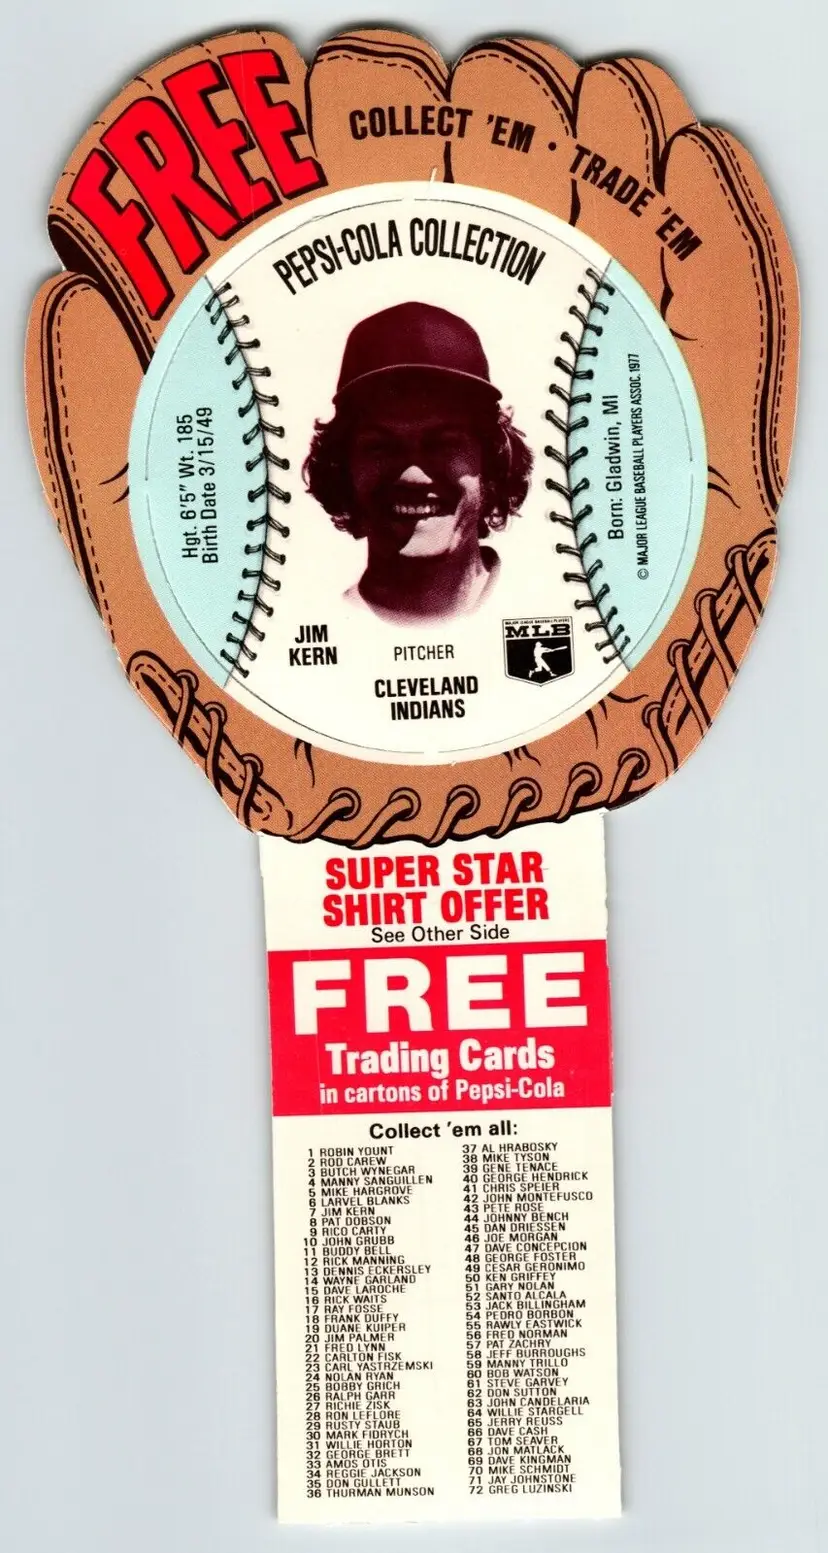 FREE
COLLECT 'EM • TRADE 'EM
PEPSI-COLA COLLECTION
Hgt. 6'5" Wt. 185
Birth Date 3/15/49
Born: Gladwin, MI
© MAJOR LEAGUE BASEBALL PLAYERS ASSOC. 1977
JIM
KERN
PITCHER
CLEVELAND
INDIANS
MAJOR LEAGUE BASEBALL PLAYERS
MLB
SUPER STAR
SHIRT OFFER
See Other Side
FREE
Trading Cards
in cartons of Pepsi-Cola
Collect 'em all:
1 ROBIN YOUNT
2 ROD CAREW
3 BUTCH WYNEGAR
4 MANNY SANGUILLEN
5 MIKE HARGROVE
6 LARVEL BLANKS
7 JIM KERN
8 PAT DOBSON
9 RICO CARTY
10 JOHN GRUBB
11 BUDDY BELL
12 RICK MANNING
13 DENNIS ECKERSLEY
14 WAYNE GARLAND
15 DAVE LAROCHE
16 RICK WAITS
17 RAY FOSSE
18 FRANK DUFFY
19 DUANE KUIPER
20 JIM PALMER
21 FRED LYNN
22 CARLTON FISK
23 CARL YASTRZEMSKI
24 NOLAN RYAN
25 BOBBY GRICH
26 RALPH GARR
27 RICHIE ZISK
28 RON LEFLORE
29 RUSTY STAUB
30 MARK FIDRYCH
31 WILLIE HORTON
32 GEORGE BRETT
33 AMOS OTIS
34 REGGIE JACKSON
35 DON GULLETT
36 THURMAN MUNSON
37 AL HRABOSKY
38 MIKE TYSON
39 GENE TENACE
40 GEORGE HENDRICK
41 CHRIS SPEIER
42 JOHN MONTEFUSCO
43 PETE ROSE
44 JOHNNY BENCH
45 DAN DRIESSEN
46 JOE MORGAN
47 DAVE CONCEPCION
48 GEORGE FOSTER
49 CESAR GERONIMO
50 KEN GRIFFEY
51 GARY NOLAN
52 SANTO ALCALA
53 JACK BILLINGHAM
54 PEDRO BORBON
55 RAWLY EASTWICK
56 FRED NORMAN
57 PAT ZACHRY
58 JEFF BURROUGHS
59 MANNY TRILLO
60 BOB WATSON
61 STEVE GARVEY
62 DON SUTTON
63 JOHN CANDELARIA
64 WILLIE STARGELL
65 JERRY REUSS
66 DAVE CASH
67 TOM SEAVER
68 JON MATLACK
69 DAVE KINGMAN
70 MIKE SCHMIDT
71 JAY JOHNSTONE
72 GREG LUZINSKI